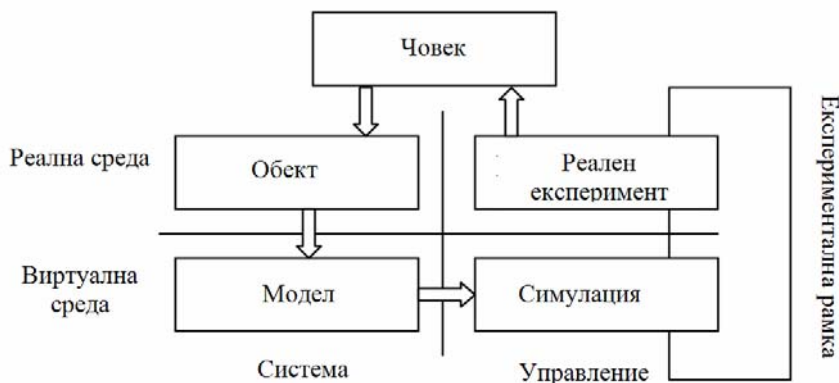 Човек
Реална среда
Обект
Реален
експеримент
Виртуална
среда
Модел
Симулация
Система
Управление
Експериментална рамка